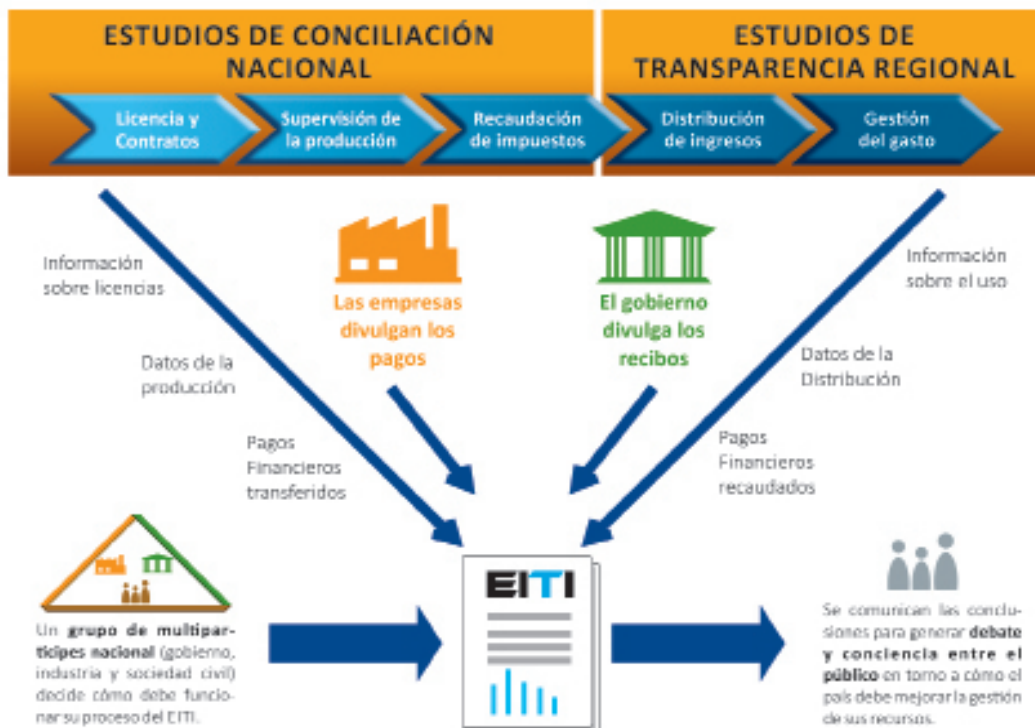 ESTUDIOS DE CONCILIACIÓN
NACIONAL
ESTUDIOS DE
TRANSPARENCIA REGIONAL
Licencia y
Contratos
Supervisión de
la producción
Recaudación
de impuestos
Distribución
de ingresos
Gestión
del gasto
Información
sobre licencias
Datos de la
producción
Pagos
Financieros
transferidos
Las empresas
divulgan los
pagos
El gobierno
divulga los
recibos
Información
sobre el uso
Datos de la
Distribución
Pagos
Financieros
recaudados
EITI
Un grupo de multipar-
tícipes nacional (gobierno,
industria y sociedad civil)
decide cómo debe funcio-
nar su proceso del EITI.
Se comunican las conclu-
siones para generar debate
y conciencia entre el
público en torno a cómo el
país debe mejorar la gestión
de sus recursos.